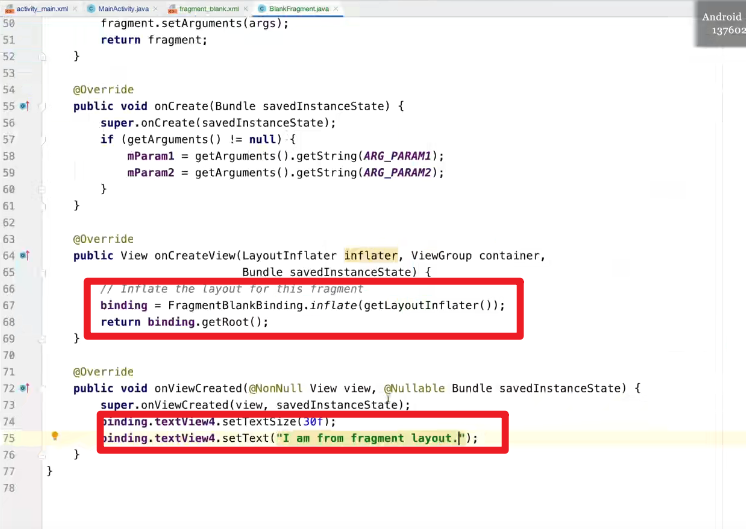 activity_main.xml MainActivity.java fragment_blank.xml BlankFragment.java
Android
137602
50 fragment.setArguments(args);
51 return fragment;
52 }
53
54 @Override
55 public void onCreate(Bundle savedInstanceState) {
56 super.onCreate(savedInstanceState);
57 if (getArguments() != null) {
58 mParam1 = getArguments().getString(ARG_PARAM1);
59 mParam2 = getArguments().getString(ARG_PARAM2);
60 }
61 }
62
63 @Override
64 public View onCreateView(LayoutInflater inflater, ViewGroup container,
65 Bundle savedInstanceState) {
66 // Inflate the layout for this fragment
67 binding = FragmentBlankBinding.inflate(getLayoutInflater());
68 return binding.getRoot();
69 }
70
71 @Override
72 public void onViewCreated(@NonNull View view, @Nullable Bundle savedInstanceState) {
73 super.onViewCreated(view, savedInstanceState);
74 binding.textView4.setTextSize(30f);
75 binding.textView4.setText("I am from fragment layout.");
76 }
77 }
78